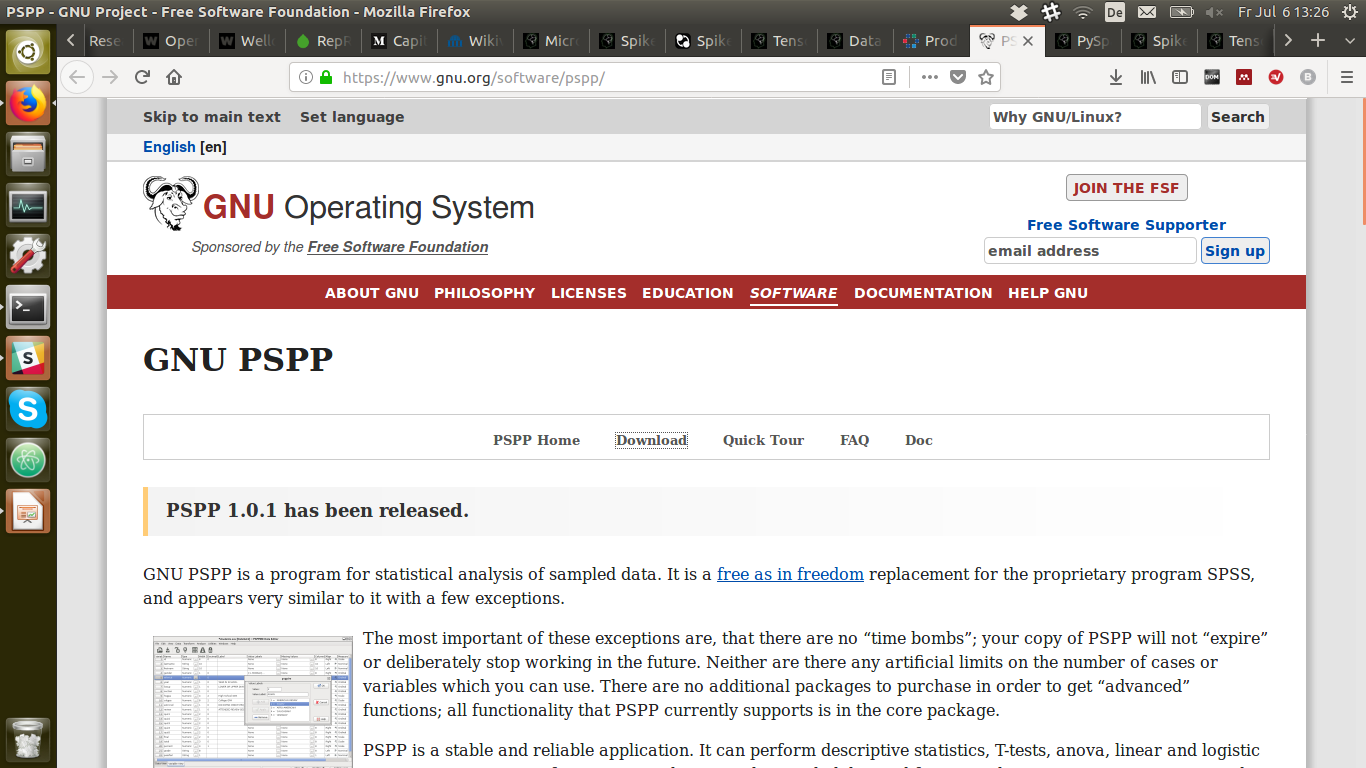 PSPP - GNU Project - Free Software Foundation - Mozilla Firefox
De
Fr Jul 6 13:26
Rese
Oper
Well
RepR
Capit
Wikiv
Micr
Spike
Spike
Tens
Data
Prod
PS
PySp
Spike
Tens
https://www.gnu.org/software/pspp/
Skip to main text Set language
Why GNU/Linux? Search
English [en]
JOIN THE FSF
GNU Operating System
Free Software Supporter
Sponsored by the Free Software Foundation
email address Sign up
ABOUT GNU PHILOSOPHY LICENSES EDUCATION SOFTWARE DOCUMENTATION HELP GNU
GNU PSPP
PSPP Home Download Quick Tour FAQ Doc
PSPP 1.0.1 has been released.
GNU PSPP is a program for statistical analysis of sampled data. It is a free as in freedom replacement for the proprietary program SPSS,
and appears very similar to it with a few exceptions.
The most important of these exceptions are, that there are no “time bombs”; your copy of PSPP will not “expire”
or deliberately stop working in the future. Neither are there any artificial limits on the number of cases or
variables which you can use. There are no additional packages to purchase in order to get “advanced”
functions; all functionality that PSPP currently supports is in the core package.
PSPP is a stable and reliable application. It can perform descriptive statistics, T-tests, anova, linear and logistic